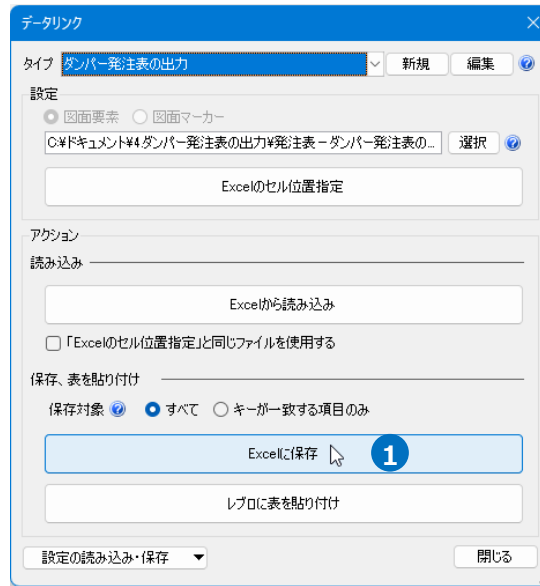 データリンク
タイプ ダンパー発注表の出力 新規 編集
設定
図面要素 図面マーカー
C:¥ドキュメント¥4.ダンパー発注表の出力¥発注表－ダンパー発注表の... 選択
Excelのセル位置指定
アクション
読み込み
Excelから読み込み
「Excelのセル位置指定」と同じファイルを使用する
保存、表を貼り付け
保存対象 すべて キーが一致する項目のみ
Excelに保存 1
レブロに表を貼り付け
設定の読み込み・保存 閉じる